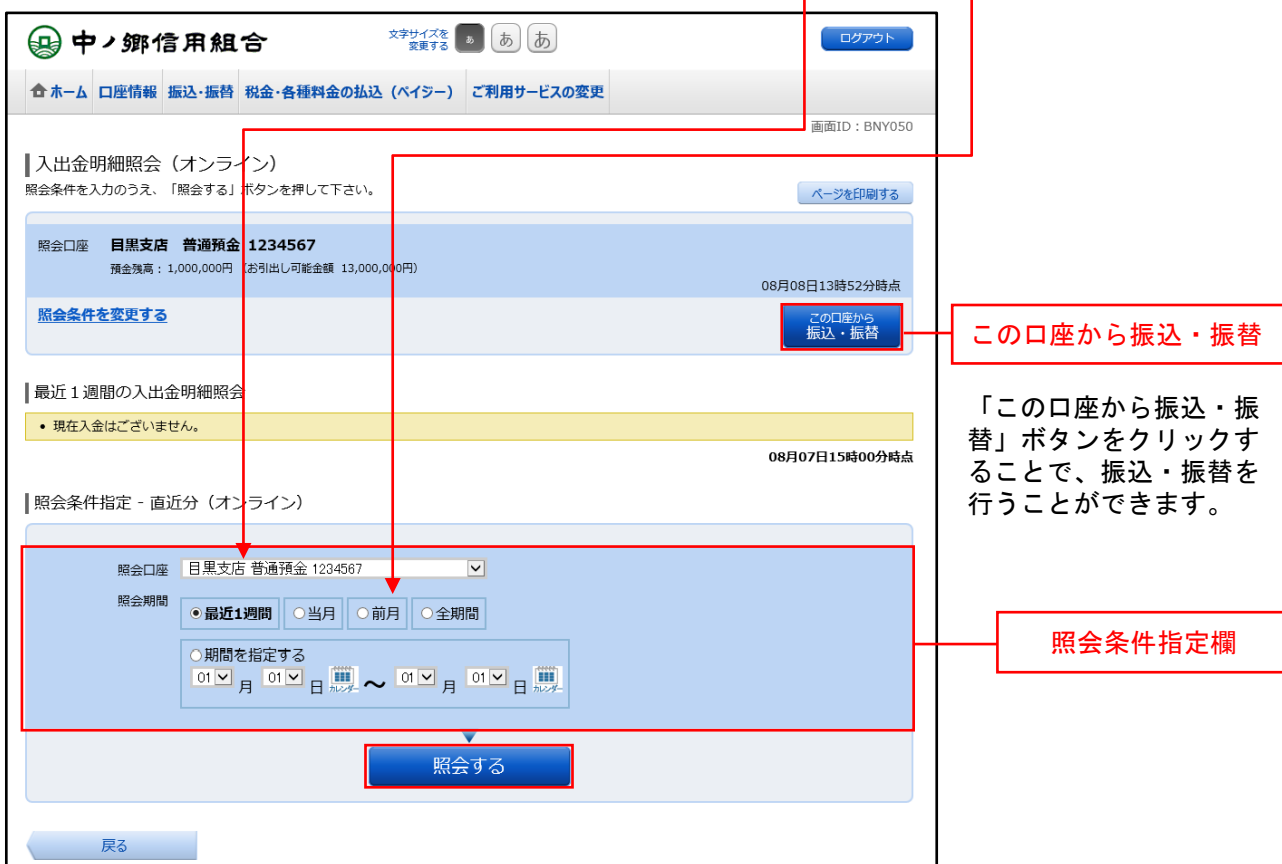 中ノ郷信用組合
文字サイズを
変更する
あ
あ
あ
ログアウト
ホーム 口座情報 振込・振替 税金・各種料金の払込（ペイジー） ご利用サービスの変更
画面ID：BNY050
入出金明細照会（オンライン）
照会条件を入力のうえ、「照会する」ボタンを押して下さい。
ページを印刷する
照会口座 目黒支店 普通預金 1234567
預金残高：1,000,000円（お引出し可能金額 13,000,000円）
08月08日13時52分時点
照会条件を変更する
この口座から
振込・振替
この口座から振込・振替
「この口座から振込・振
替」ボタンをクリックす
ることで、振込・振替を
行うことができます。
最近１週間の入出金明細照会
• 現在入金はございません。
08月07日15時00分時点
照会条件指定 - 直近分（オンライン）
照会口座 目黒支店 普通預金 1234567
照会期間
最近1週間 当月 前月 全期間
期間を指定する
01 月 01 日 カレンダー ～ 01 月 01 日 カレンダー
照会条件指定欄
照会する
戻る